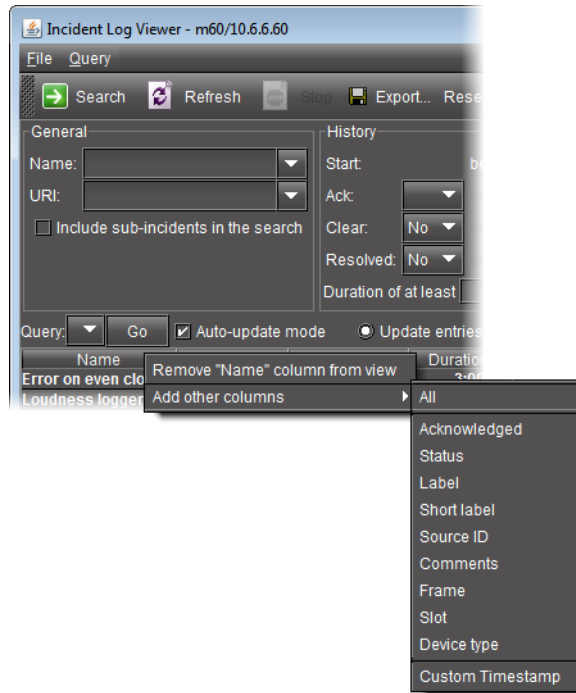 Incident Log Viewer - m60/10.6.6.60
File Query
Search Refresh Stop Export...
General
History
Name:
Start:
URI:
Ack:
Include sub-incidents in the search
Clear: No
Resolved: No
Duration of at least
Query: Go Auto-update mode Update entries
Name
Remove "Name" column from view
Error on even
3:00
Add other columns
Loudness logger
All
Acknowledged
Status
Label
Short label
Source ID
Comments
Frame
Slot
Device type
Custom Timestamp